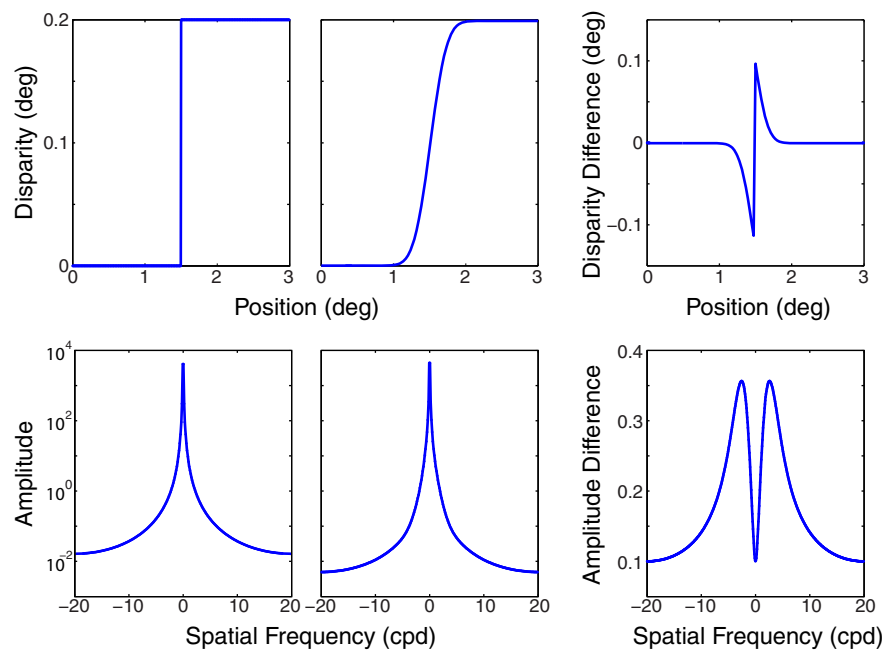 0.2
0.1
0
0 1 2 3
Disparity (deg)
0 1 2 3
Position (deg)
0.1
0
−0.1
0 1 2 3
Disparity Difference (deg)
Position (deg)
10^4
10^2
10^0
10^−2
−20 −10 0 10 20
Amplitude
−20 −10 0 10 20
Spatial Frequency (cpd)
0.4
0.3
0.2
0.1
−20 −10 0 10 20
Amplitude Difference
Spatial Frequency (cpd)